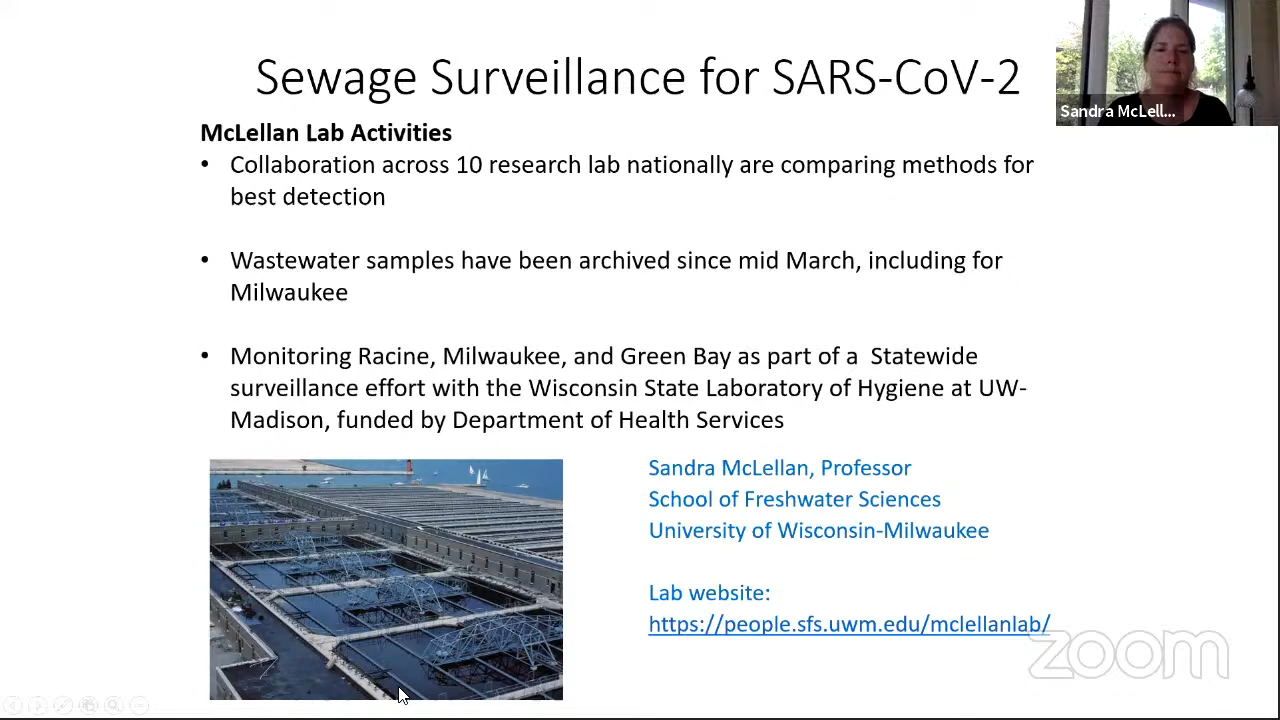 Sewage Surveillance for SARS-CoV-2
Sandra McLell...
McLellan Lab Activities
• Collaboration across 10 research lab nationally are comparing methods for
best detection
• Wastewater samples have been archived since mid March, including for
Milwaukee
• Monitoring Racine, Milwaukee, and Green Bay as part of a Statewide
surveillance effort with the Wisconsin State Laboratory of Hygiene at UW-
Madison, funded by Department of Health Services
Sandra McLellan, Professor
School of Freshwater Sciences
University of Wisconsin-Milwaukee
Lab website:
https://people.sfs.uwm.edu/mclellanlab/
zoom